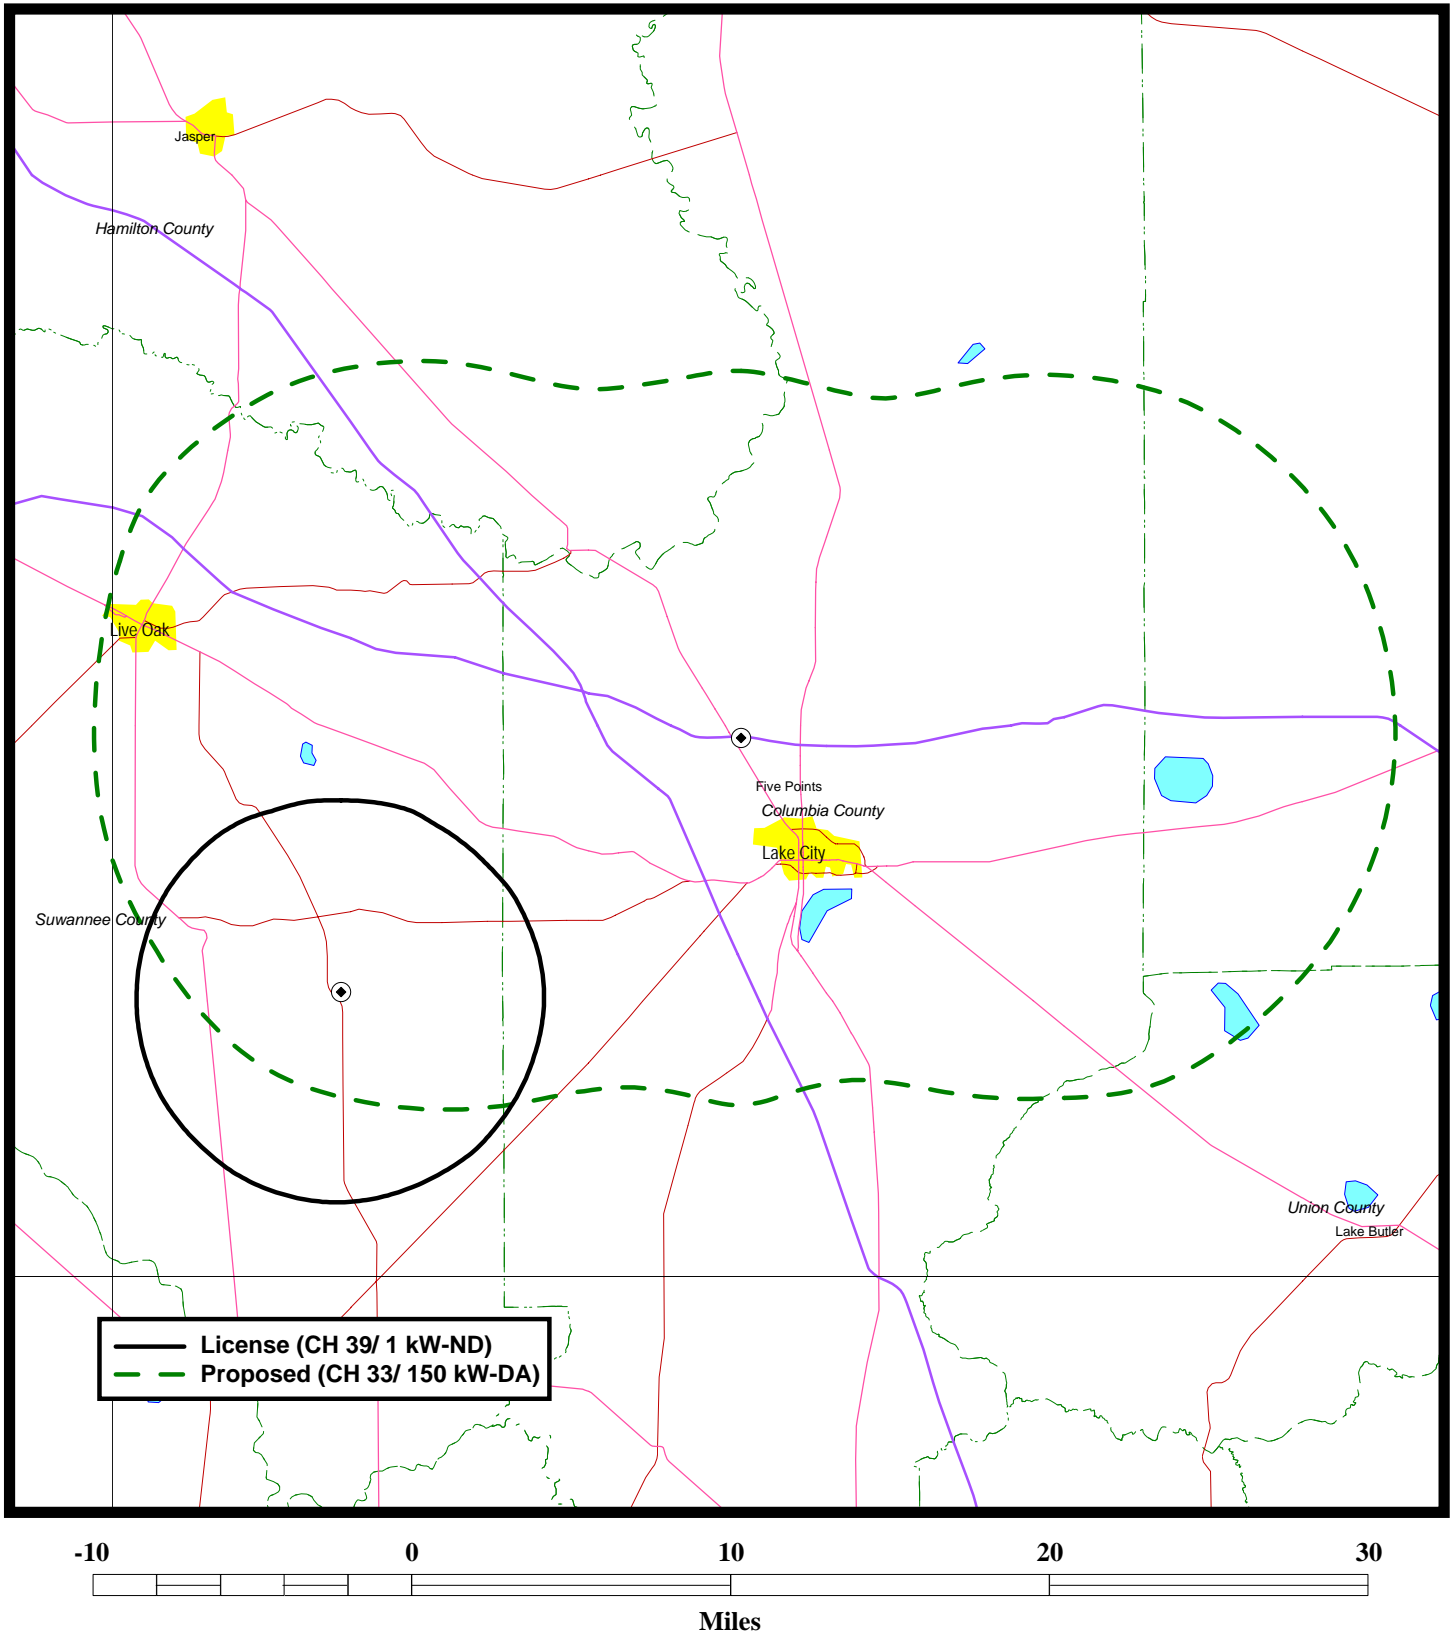 Jasper
Hamilton County
Live Oak
Five Points
Columbia County
Lake City
Suwannee County
Union County
Lake Butler
License (CH 39/ 1 kW-ND)
Proposed (CH 33/ 150 kW-DA)
-10 0 10 20 30
Miles